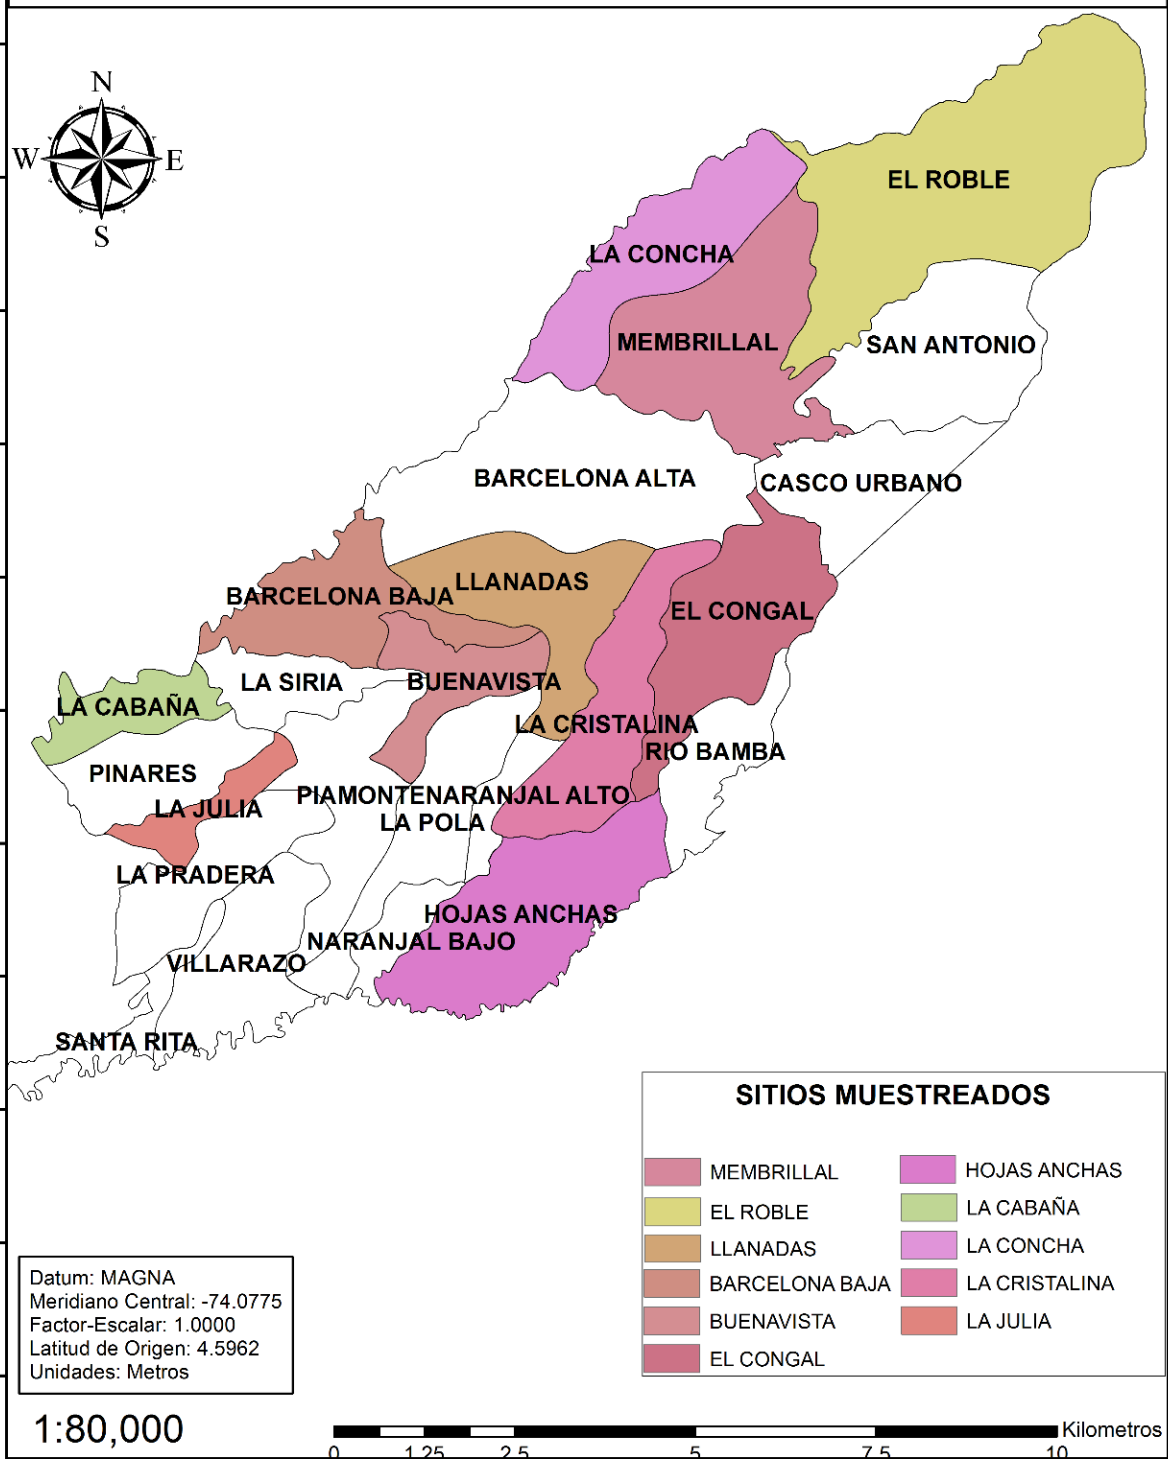 N
W
E
S
EL ROBLE
LA CONCHA
MEMBRILLAL
SAN ANTONIO
BARCELONA ALTA
CASCO URBANO
LLANADAS
BARCELONA BAJA
EL CONGAL
LA SIRIA
BUENAVISTA
LA CABAÑA
LA CRISTALINA
RIO BAMBA
PINARES
LA JULIA
PIAMONTE
NARANJAL ALTO
LA POLA
LA PRADERA
HOJAS ANCHAS
NARANJAL BAJO
VILLARAZO
SANTA RITA
SITIOS MUESTREADOS
MEMBRILLAL
EL ROBLE
LLANADAS
BARCELONA BAJA
BUENAVISTA
EL CONGAL
HOJAS ANCHAS
LA CABAÑA
LA CONCHA
LA CRISTALINA
LA JULIA
Datum: MAGNA
Meridiano Central: -74.0775
Factor-Escalar: 1.0000
Latitud de Origen: 4.5962
Unidades: Metros
1:80,000
Kilometros
0 1,25 2,5 5 7,5 10